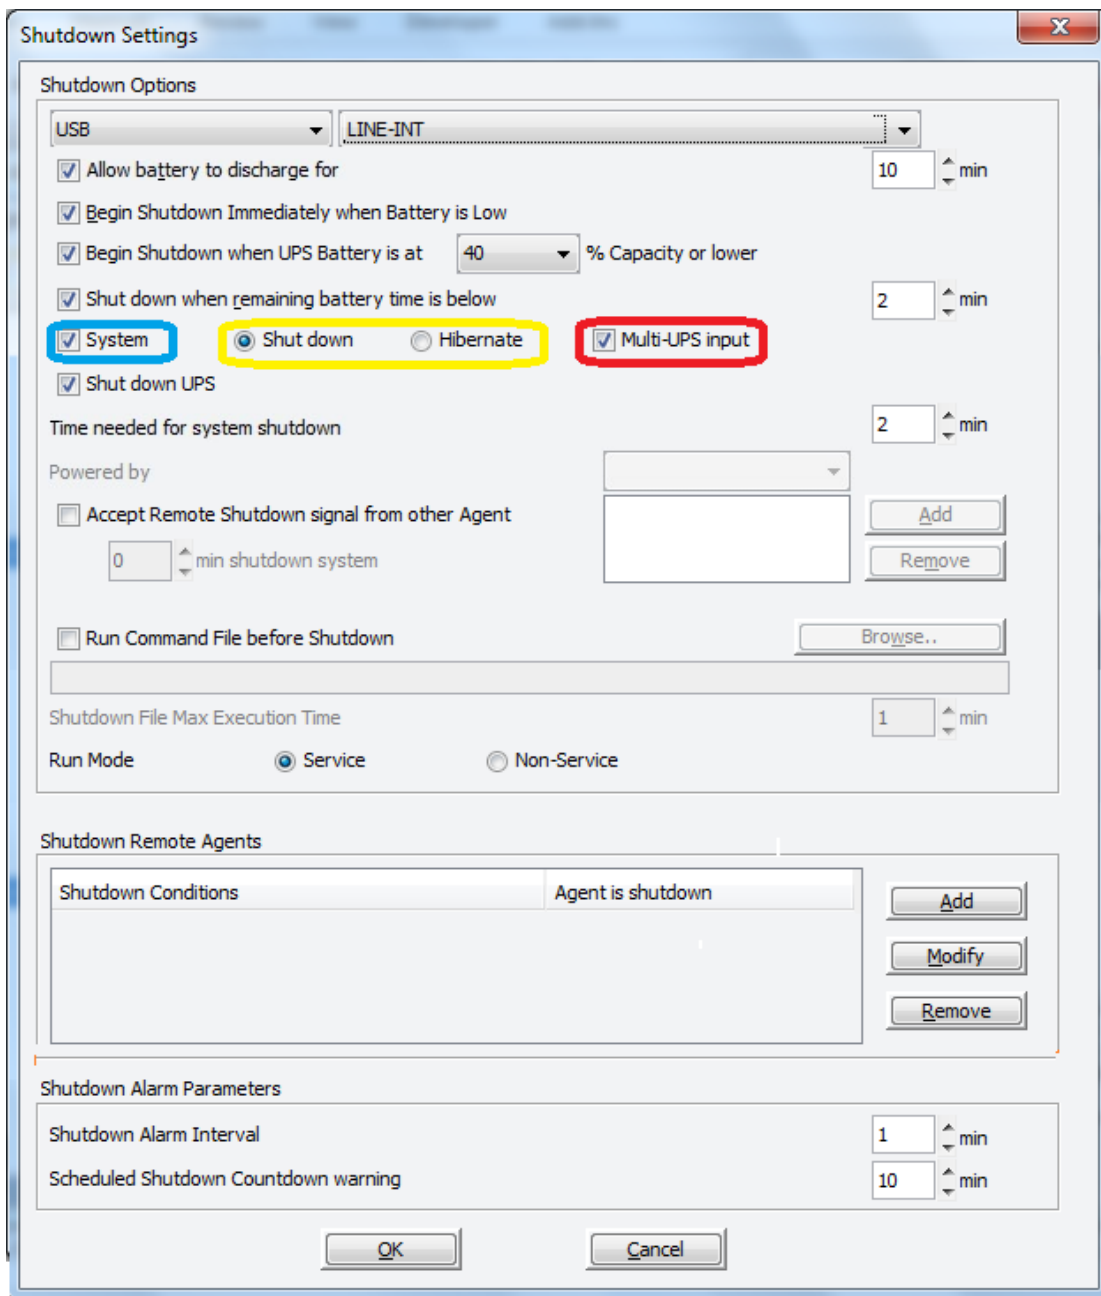 Shutdown Settings
Shutdown Options
USB LINE-INT
Allow battery to discharge for 10 min
Begin Shutdown Immediately when Battery is Low
Begin Shutdown when UPS Battery is at 40 % Capacity or lower
Shut down when remaining battery time is below 2 min
System Shut down Hibernate Multi-UPS input
Shut down UPS
Time needed for system shutdown 2 min
Powered by
Accept Remote Shutdown signal from other Agent Add
0 min shutdown system Remove
Run Command File before Shutdown Browse..
Shutdown File Max Execution Time 1 min
Run Mode Service Non-Service
Shutdown Remote Agents
Shutdown Conditions Agent is shutdown
Add
Modify
Remove
Shutdown Alarm Parameters
Shutdown Alarm Interval 1 min
Scheduled Shutdown Countdown warning 10 min
OK Cancel